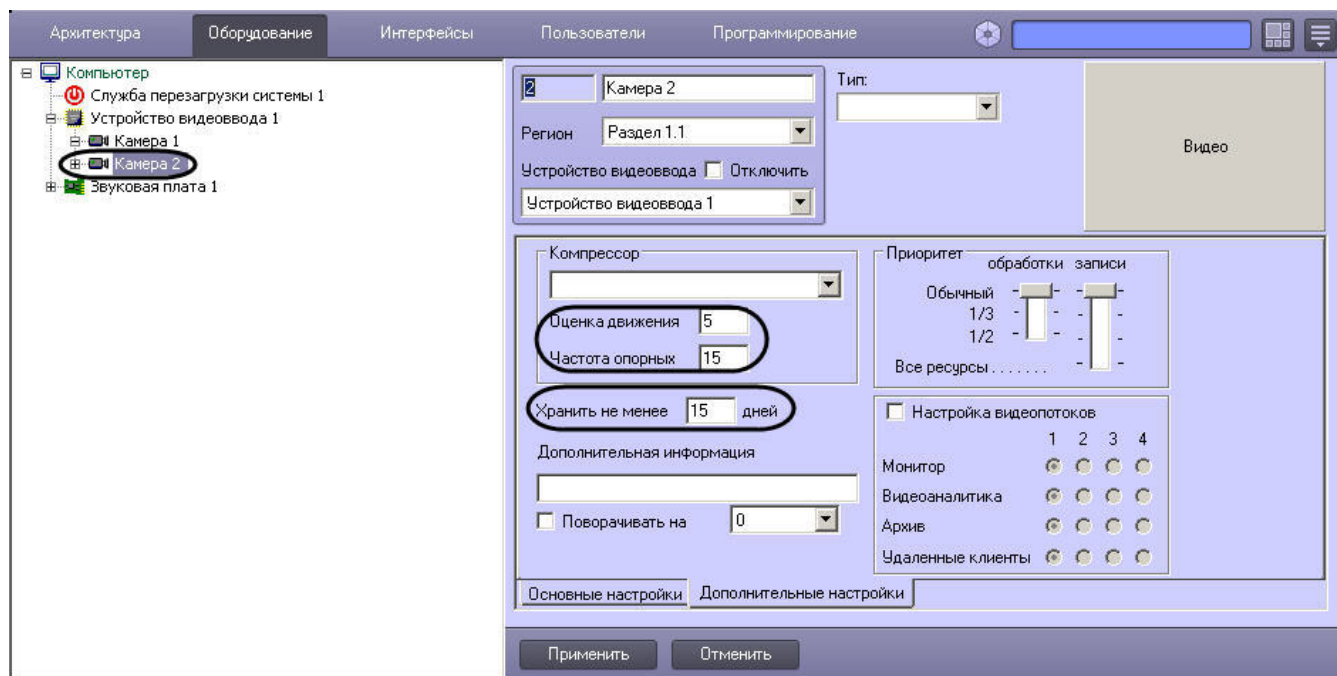 Архитектура Оборудование Интерфейсы Пользователи Программирование
Компьютер
Служба перезагрузки системы 1
Устройство видеоввода 1
Камера 1
Камера 2
Звуковая плата 1
2 Камера 2
Тип:
Регион Раздел 1.1
Устройство видеоввода Отключить
Устройство видеоввода 1
Видео
Компрессор
Оценка движения 5
Частота опорных 15
Хранить не менее 15 дней
Дополнительная информация
Поворачивать на 0
Приоритет
обработки записи
Обычный
1/3
1/2
Все ресурсы . . . . . . .
Настройка видеопотоков
1 2 3 4
Монитор
Видеоаналитика
Архив
Удаленные клиенты
Основные настройки Дополнительные настройки
Применить Отменить